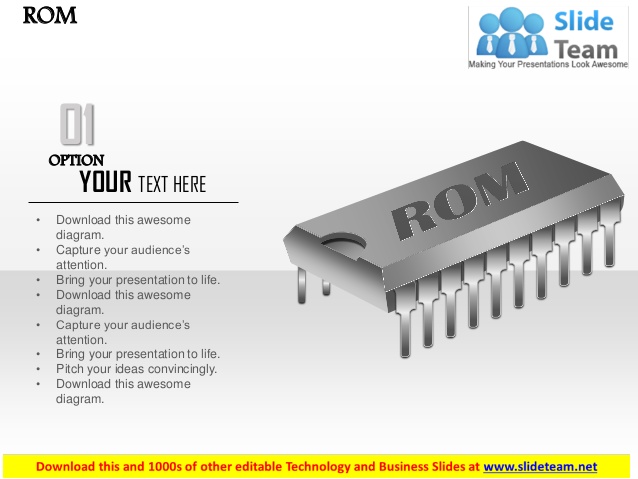 ROM
Slide
Team
Making Your Presentations Look Awesome
01
OPTION
YOUR TEXT HERE
• Download this awesome
diagram.
• Capture your audience's
attention.
• Bring your presentation to life.
• Download this awesome
diagram.
• Capture your audience's
attention.
• Bring your presentation to life.
• Pitch your ideas convincingly.
• Download this awesome
diagram.
ROM
Download this and 1000s of other editable Technology and Business Slides at www.slideteam.net